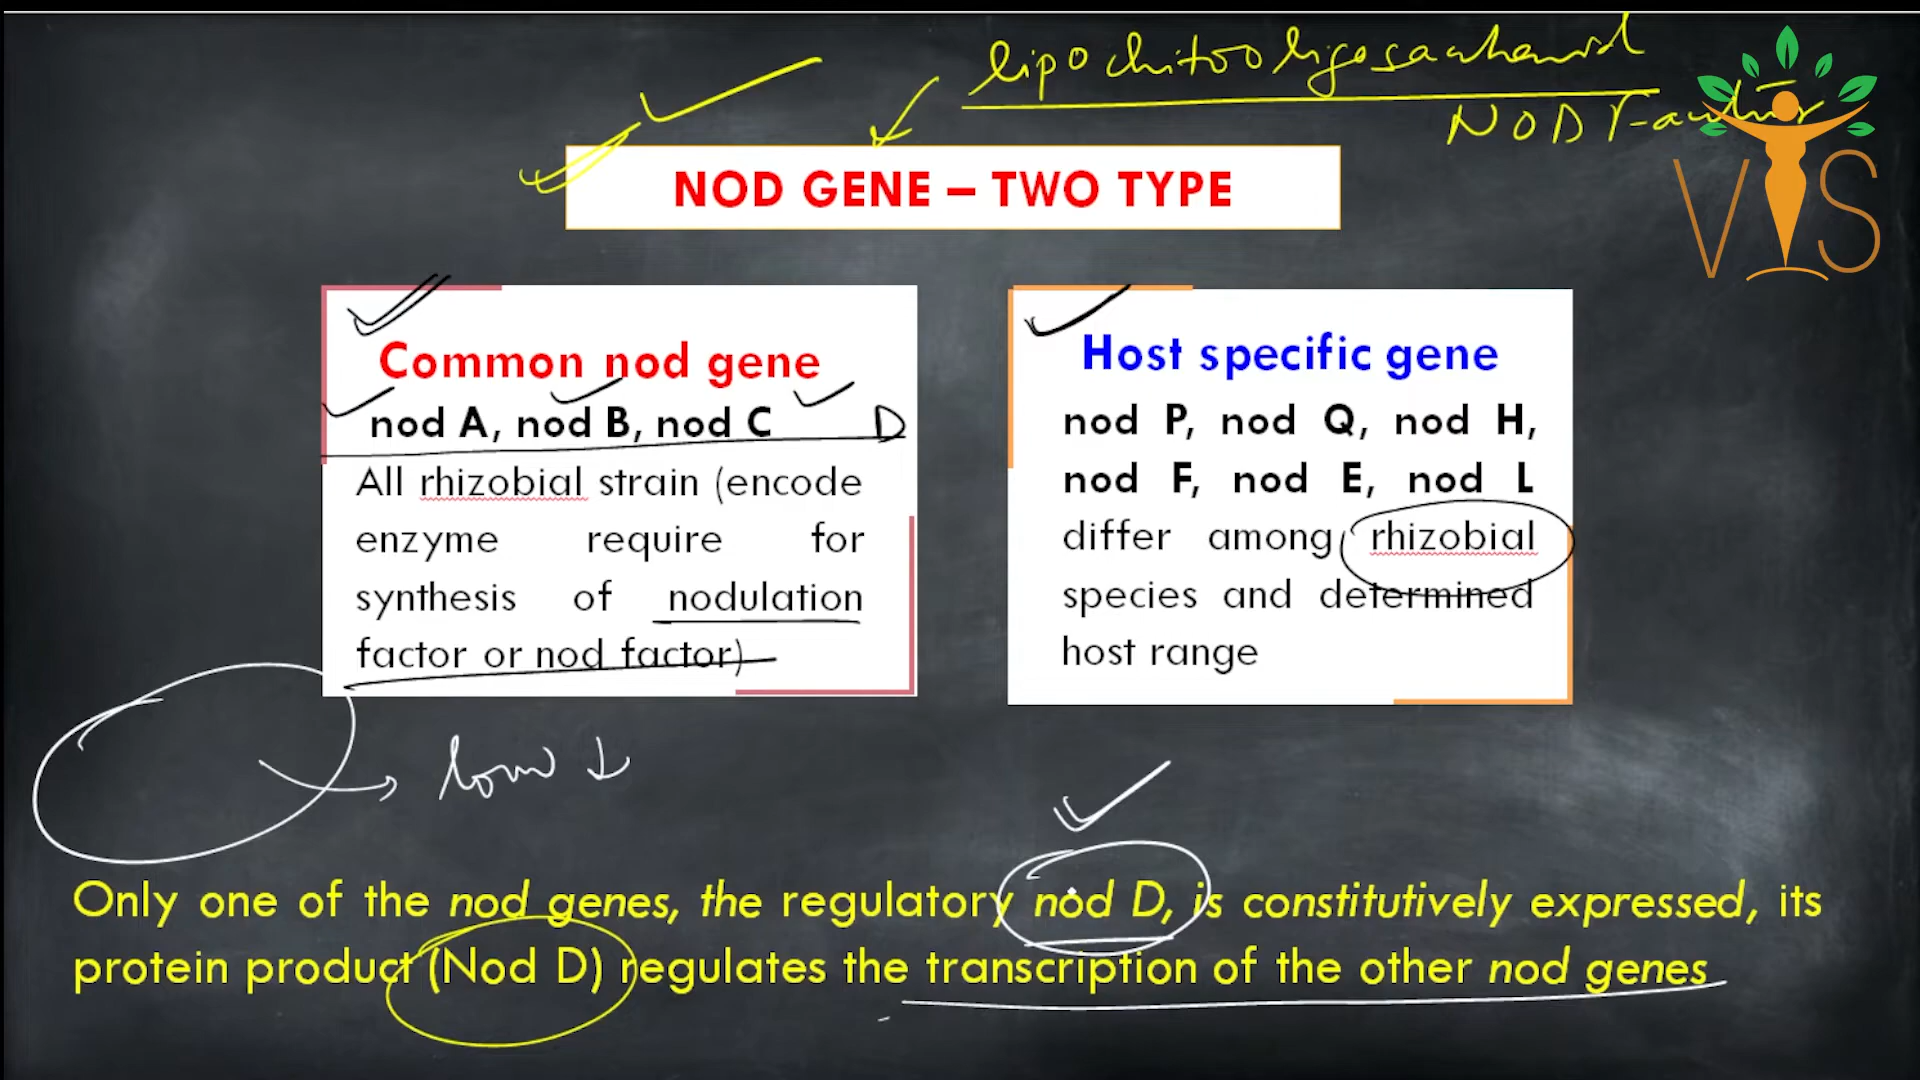 lipochitooligosaccharid
NOD Factor
VIS
NOD GENE – TWO TYPE
Common nod gene
nod A, nod B, nod C D
All rhizobial strain (encode
enzyme require for
synthesis of nodulation
factor or nod factor)
Host specific gene
nod P, nod Q, nod H,
nod F, nod E, nod L
differ among rhizobial
species and determined
host range
low ↓
Only one of the nod genes, the regulatory nod D, is constitutively expressed, its
protein product (Nod D) regulates the transcription of the other nod genes